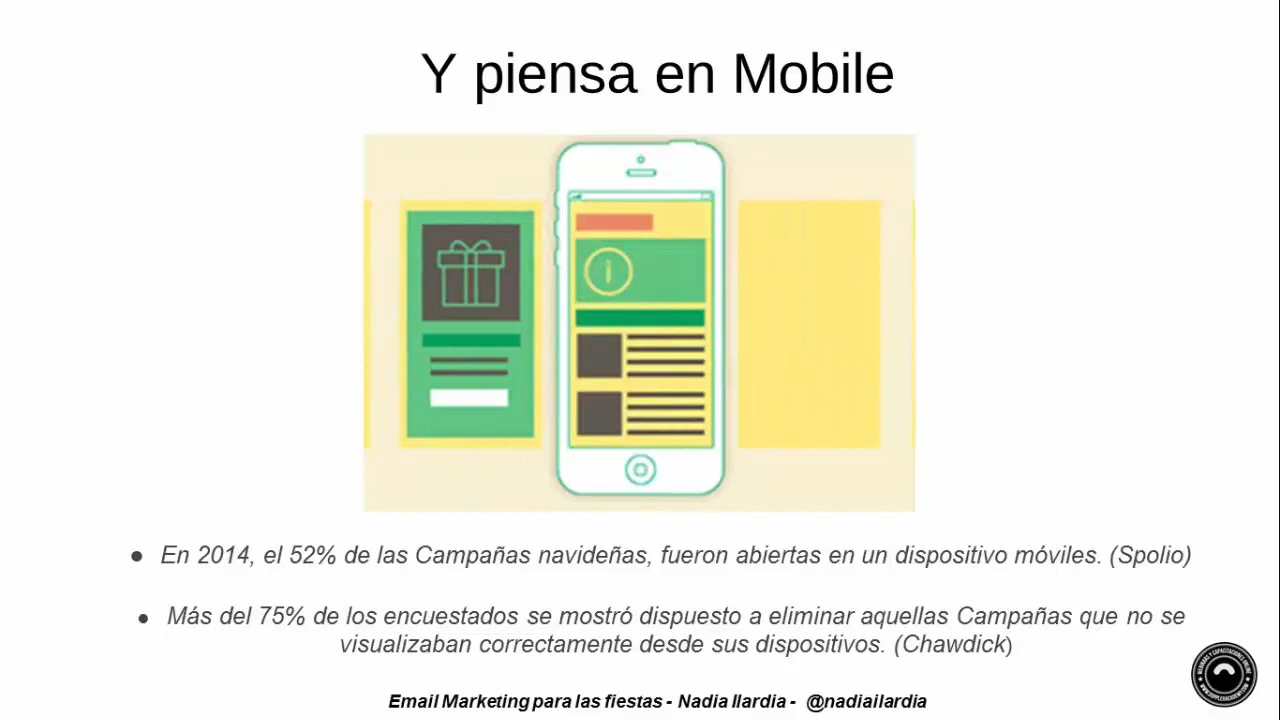 Y piensa en Mobile
i
● En 2014, el 52% de las Campañas navideñas, fueron abiertas en un dispositivo móviles. (Spolio)
● Más del 75% de los encuestados se mostró dispuesto a eliminar aquellas Campañas que no se
visualizaban correctamente desde sus dispositivos. (Chawdick)
Email Marketing para las fiestas - Nadia Ilardia - @nadiailardia